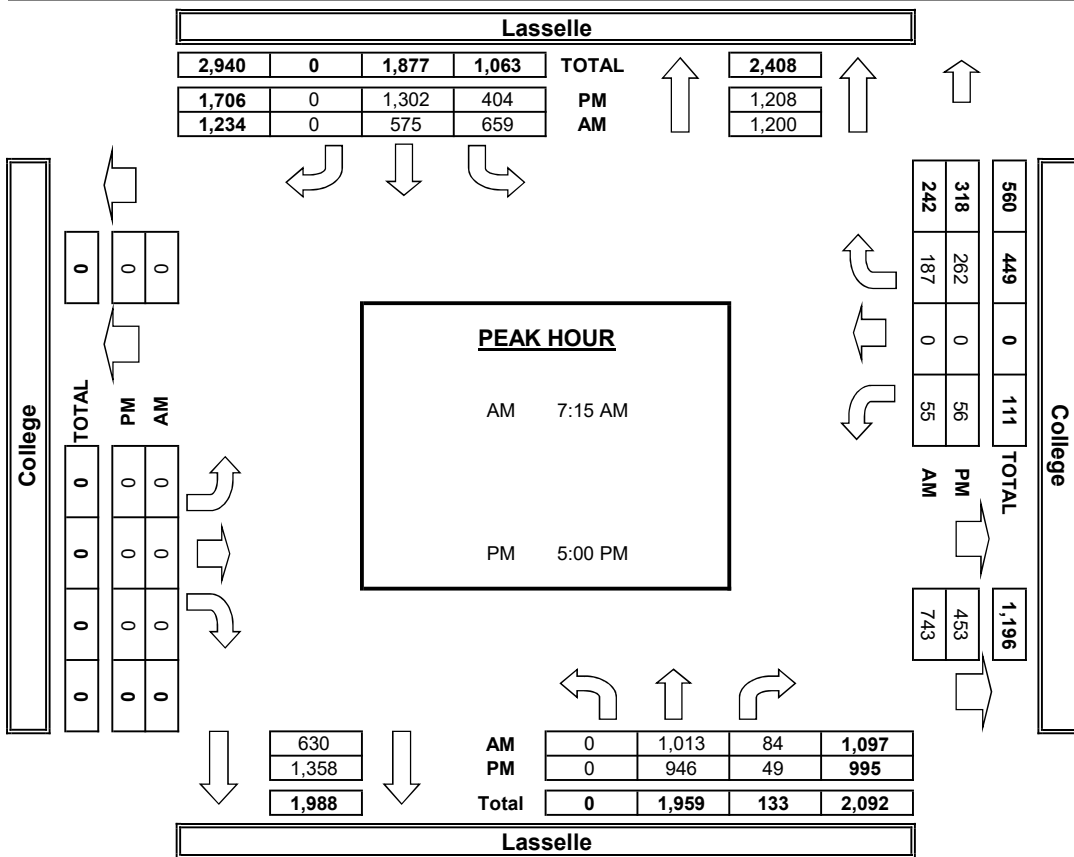 Lasselle
2,940 0 1,877 1,063 TOTAL 2,408
1,706 0 1,302 404 PM 1,208
1,234 0 575 659 AM 1,200
College
0 0 0
TOTAL PM AM
0 0 0
0 0 0
0 0 0
0 0 0
PEAK HOUR
AM 7:15 AM
PM 5:00 PM
560 449 0 111 TOTAL
318 262 0 56 PM
242 187 0 55 AM
1,196
453
743
College
630 AM 0 1,013 84 1,097
1,358 PM 0 946 49 995
1,988 Total 0 1,959 133 2,092
Lasselle